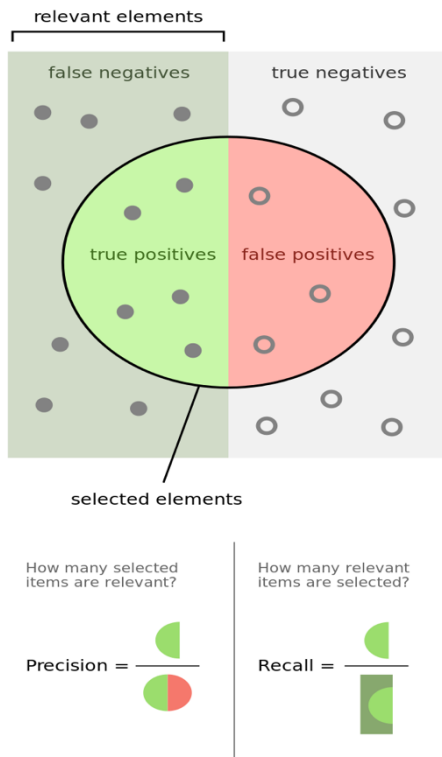 relevant elements
false negatives
true negatives
true positives
false positives
selected elements
How many selected
items are relevant?
How many relevant
items are selected?
Precision =
Recall =